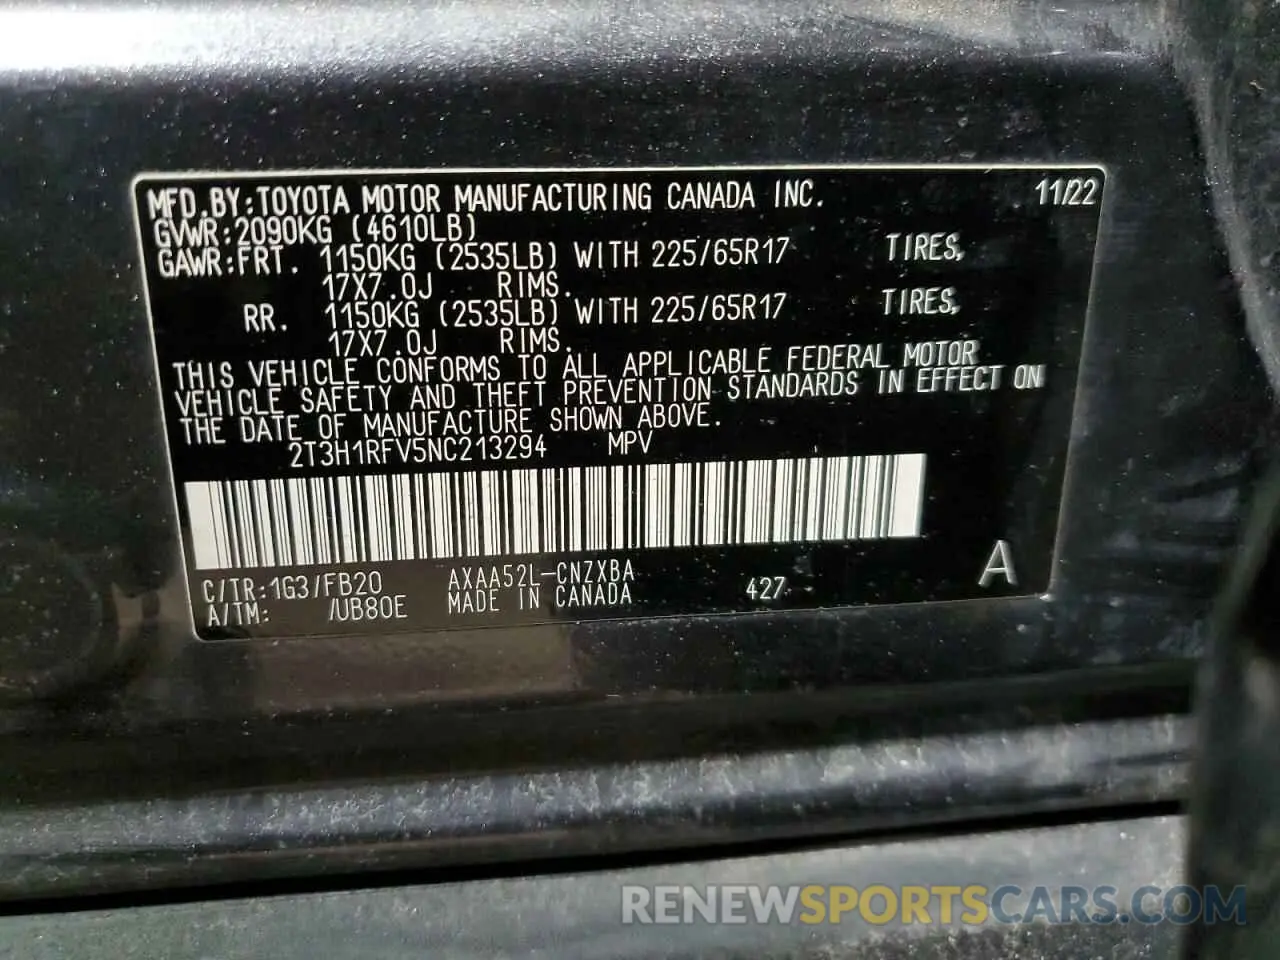 MFD.BY:TOYOTA MOTOR MANUFACTURING CANADA INC. 11/22
GVWR:2090KG (4610LB)
GAWR:FRT. 1150KG (2535LB) WITH 225/65R17 TIRES,
17X7.0J RIMS.
RR. 1150KG (2535LB) WITH 225/65R17 TIRES,
17X7.0J RIMS.
THIS VEHICLE CONFORMS TO ALL APPLICABLE FEDERAL MOTOR
VEHICLE SAFETY AND THEFT PREVENTION STANDARDS IN EFFECT ON
THE DATE OF MANUFACTURE SHOWN ABOVE.
2T3H1RFV5NC213294 MPV
C/TR:1G3/FB20 AXAA52L-CNZXBA 427 A
A/TM: /UB80E MADE IN CANADA
RENEWSPORTSCARS.COM